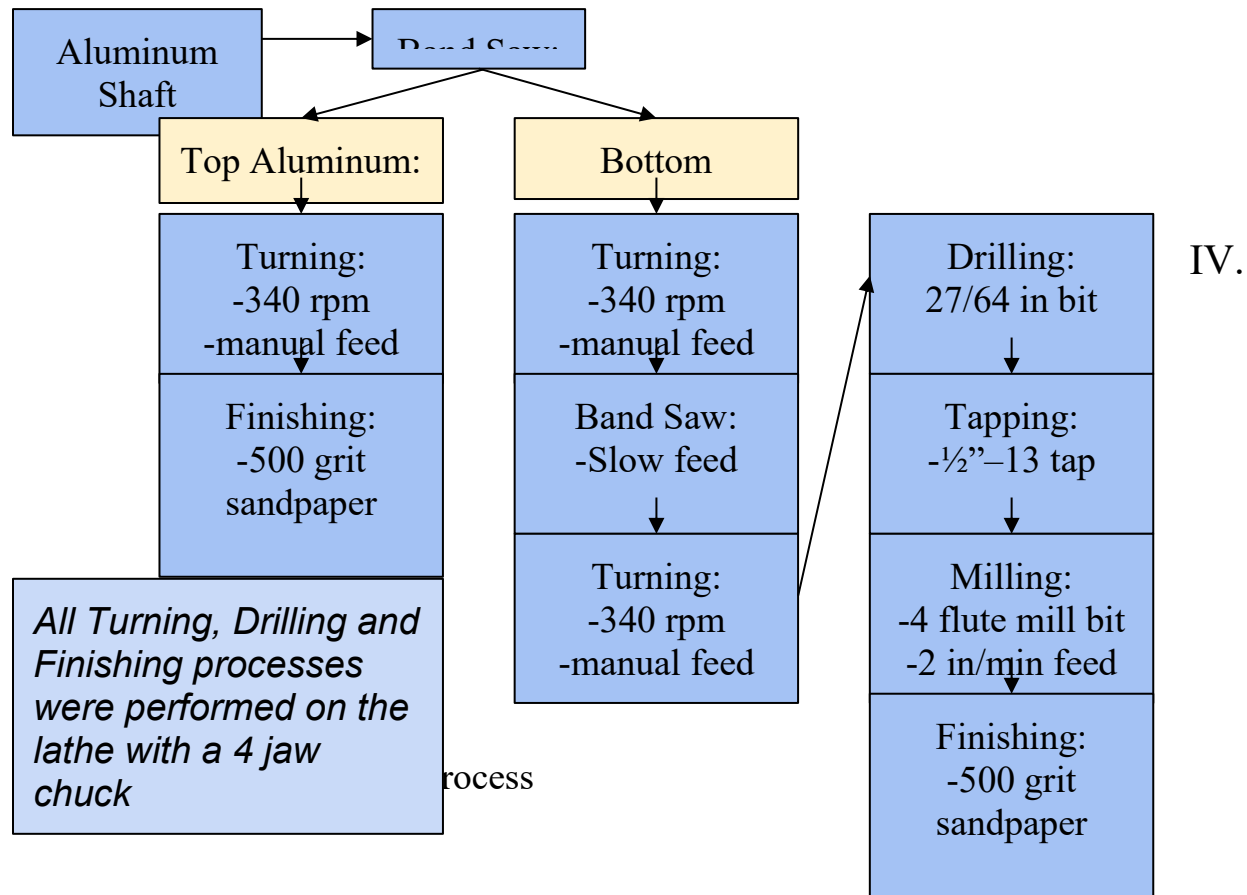 Aluminum
Shaft
Band Saw:
Top Aluminum:
Bottom
Turning:
-340 rpm
-manual feed
Finishing:
-500 grit
sandpaper
Turning:
-340 rpm
-manual feed
Band Saw:
-Slow feed
Turning:
-340 rpm
-manual feed
Drilling:
27/64 in bit
Tapping:
-½”–13 tap
Milling:
-4 flute mill bit
-2 in/min feed
Finishing:
-500 grit
sandpaper
IV.
All Turning, Drilling and
Finishing processes
were performed on the
lathe with a 4 jaw
chuck
rocess